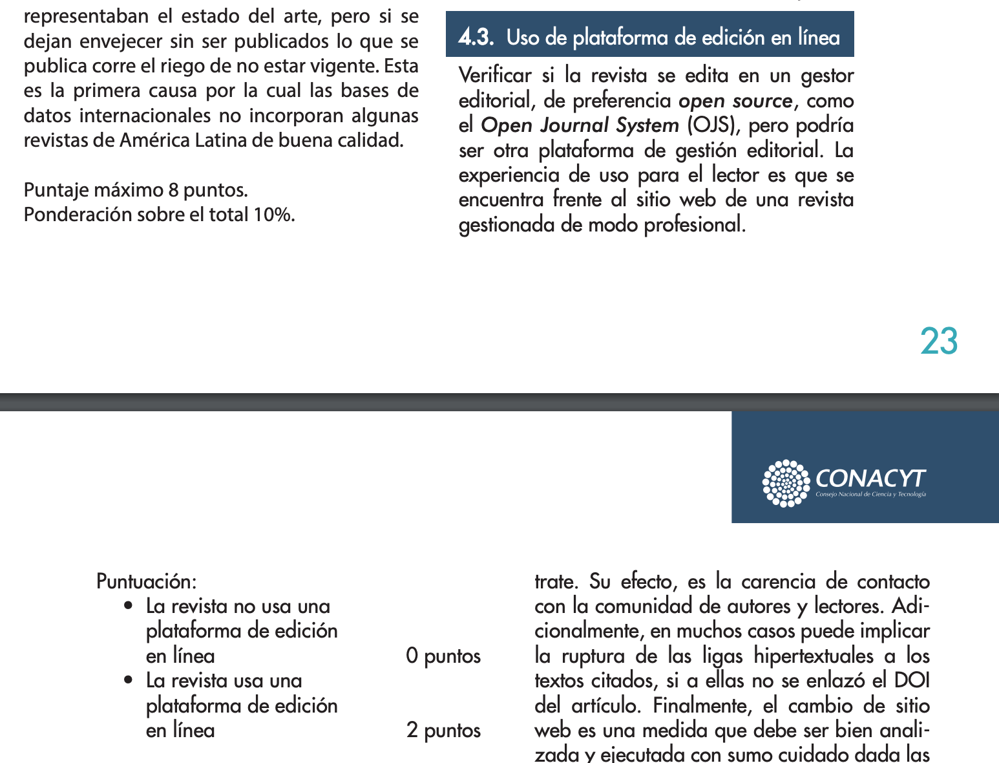 representaban el estado del arte, pero si se
dejan envejecer sin ser publicados lo que se
publica corre el riego de no estar vigente. Esta
es la primera causa por la cual las bases de
datos internacionales no incorporan algunas
revistas de América Latina de buena calidad.
Puntaje máximo 8 puntos.
Ponderación sobre el total 10%.
4.3. Uso de plataforma de edición en línea
Verificar si la revista se edita en un gestor
editorial, de preferencia open source, como
el Open Journal System (OJS), pero podría
ser otra plataforma de gestión editorial. La
experiencia de uso para el lector es que se
encuentra frente al sitio web de una revista
gestionada de modo profesional.
23
CONACYT
Consejo Nacional de Ciencia y Tecnología
Puntuación:
• La revista no usa una
plataforma de edición
en línea 0 puntos
• La revista usa una
plataforma de edición
en línea 2 puntos
trate. Su efecto, es la carencia de contacto
con la comunidad de autores y lectores. Adi-
cionalmente, en muchos casos puede implicar
la ruptura de las ligas hipertextuales a los
textos citados, si a ellas no se enlazó el DOI
del artículo. Finalmente, el cambio de sitio
web es una medida que debe ser bien anali-
zada y ejecutada con sumo cuidado dada las